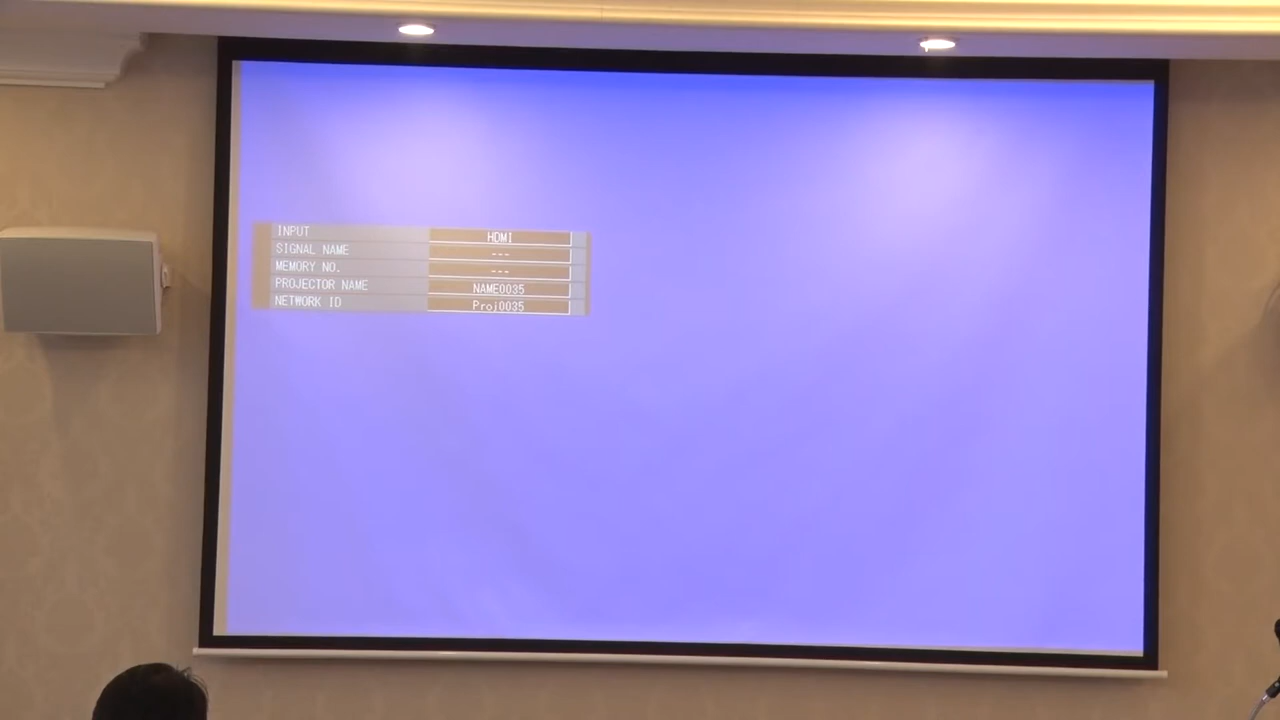 INPUT HDMI
SIGNAL NAME ---
MEMORY NO. ---
PROJECTOR NAME NAME0035
NETWORK ID Proj0035